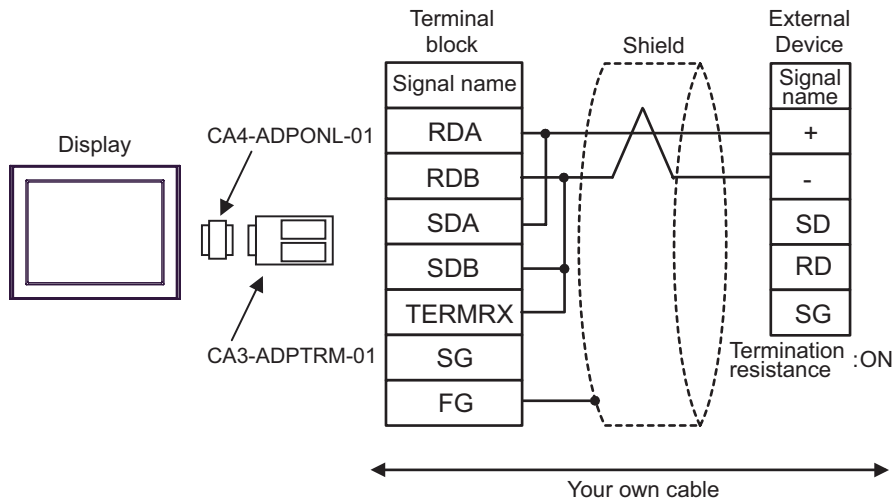 Terminal
block
Shield
External
Device
Signal name
Signal
name
Display
CA4-ADPONL-01
RDA
+
RDB
-
SDA
SD
SDB
RD
TERMRX
SG
CA3-ADPTRM-01
SG
Termination
resistance :ON
FG
Your own cable